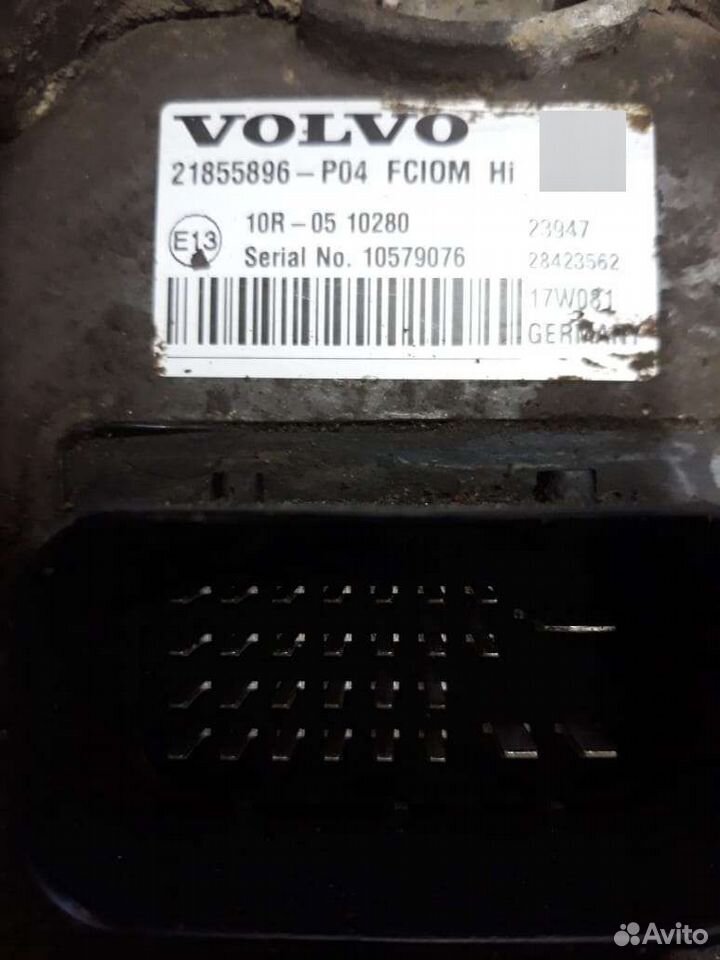 VOLVO
21855896-P04 FCIOM Hi
E13
10R-05 10280
23947
Serial No. 10579076
28423562
17W081
GERMANY
Avito